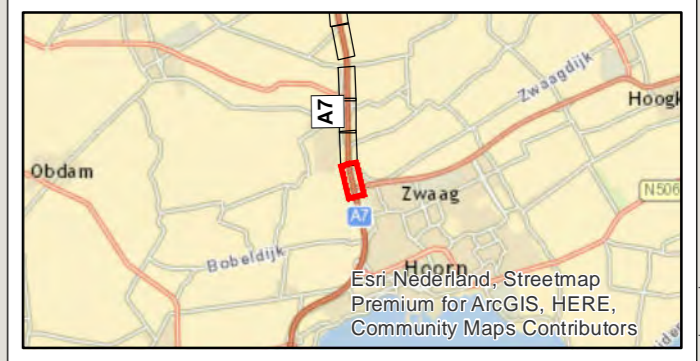 Zwaagdijk
Hoogk
A7
Obdam
Zwaag
N506
A7
Bobeldijk
Hoorn
Esri Nederland, Streetmap
Premium for ArcGIS, HERE,
Community Maps Contributors